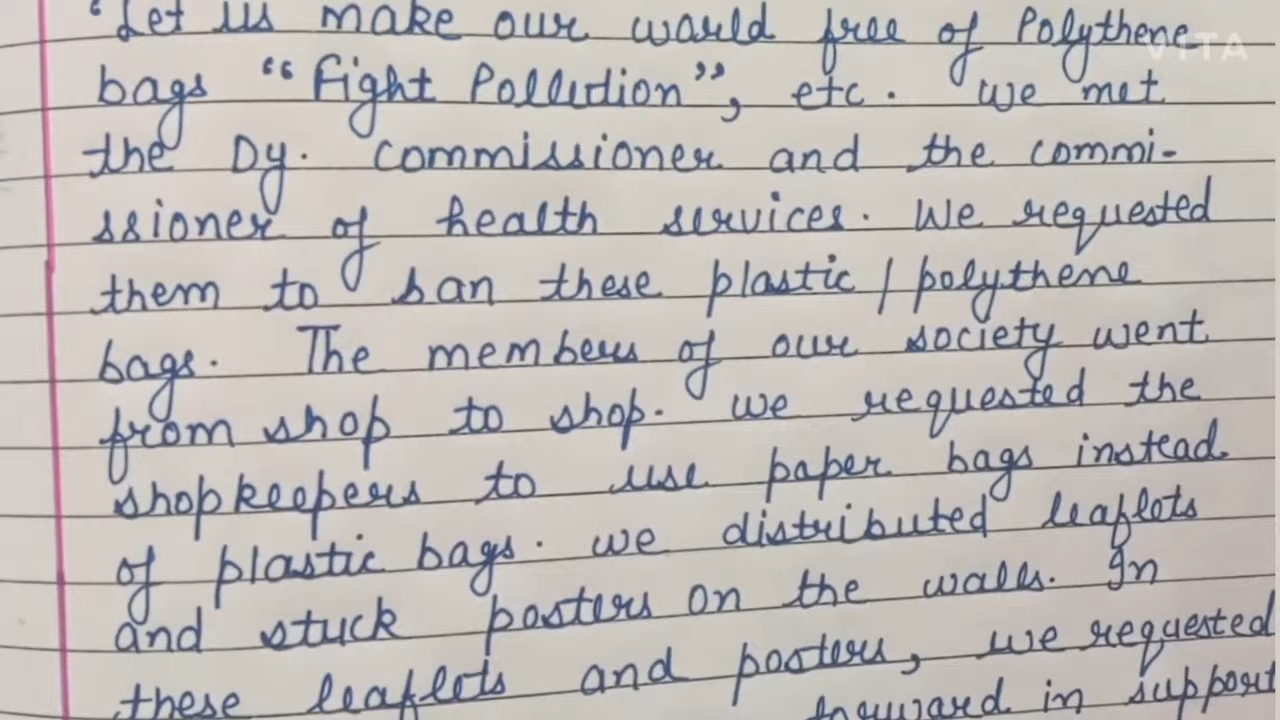 "Let us make our world free of Polythene
bags "Fight Pollution", etc. We met
the Dy. commissioner and the commi-
ssioner of health services. We requested
them to ban these plastic / polythene
bags. The members of our society went
from shop to shop. We requested the
shopkeepers to use paper bags instead
of plastic bags. We distributed leaflets
and stuck posters on the walls. In
these leaflets and posters, we requested
forward in support
VITA